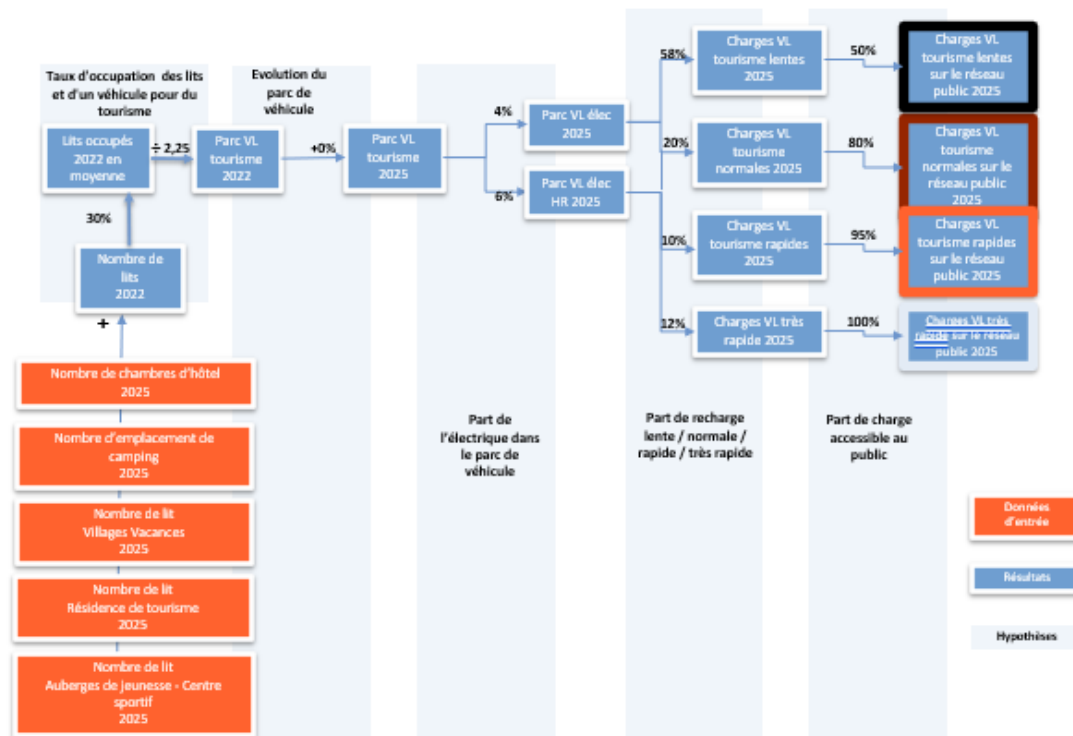 Taux d'occupation des lits
et d'un véhicule pour du
tourisme
Evolution du
parc de
véhicule
Lits occupés
2022 en
moyenne
÷ 2,25
Parc VL
tourisme
2022
+0%
Parc VL
tourisme
2025
4%
Parc VL élec
2025
6%
Parc VL élec
HR 2025
58%
Charges VL
tourisme lentes
2025
50%
Charges VL
tourisme lentes
sur le réseau
public 2025
20%
Charges VL
tourisme
normales 2025
80%
Charges VL
tourisme
normales sur le
réseau public
2025
10%
Charges VL
tourisme rapides
2025
95%
Charges VL
tourisme rapides
sur le réseau
public 2025
12%
Charges VL très
rapide 2025
100%
Charges VL très
rapide sur le réseau
public 2025
30%
Nombre de
lits
2022
+
Nombre de chambres d'hôtel
2025
Nombre d'emplacement de
camping
2025
Nombre de lit
Villages Vacances
2025
Nombre de lit
Résidence de tourisme
2025
Nombre de lit
Auberges de jeunesse - Centre
sportif
2025
Part de
l'électrique dans
le parc de
véhicule
Part de recharge
lente / normale /
rapide / très rapide
Part de charge
accessible au
public
Données
d'entrée
Résultats
Hypothèses